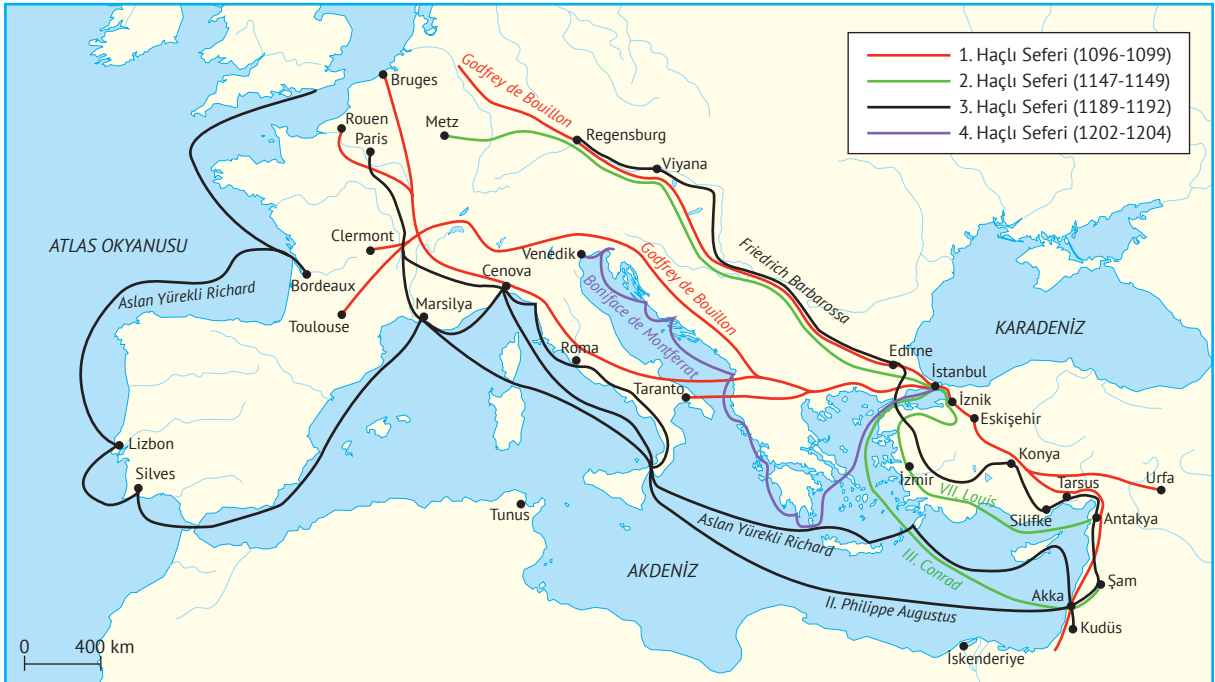 1. Haçlı Seferi (1096-1099)
2. Haçlı Seferi (1147-1149)
3. Haçlı Seferi (1189-1192)
4. Haçlı Seferi (1202-1204)
Godfrey de Bouillon
Bruges
Rouen
Paris
Metz
Regensburg
Viyana
ATLAS OKYANUSU
Clermont
Venedik
Godfrey de Bouillon
Friedrich Barbarossa
Cenova
Bordeaux
Aslan Yürekli Richard
Toulouse
Marsilya
Boniface de Montferrat
KARADENİZ
Roma
Edirne
İstanbul
Taranto
İznik
Eskişehir
Lizbon
Silves
Konya
İzmir
Tarsus
Urfa
VII. Louis
Silifke
Antakya
Tunus
Aslan Yürekli Richard
III. Conrad
AKDENİZ
Şam
Akka
II. Philippe Augustus
Kudüs
İskenderiye
0 400 km